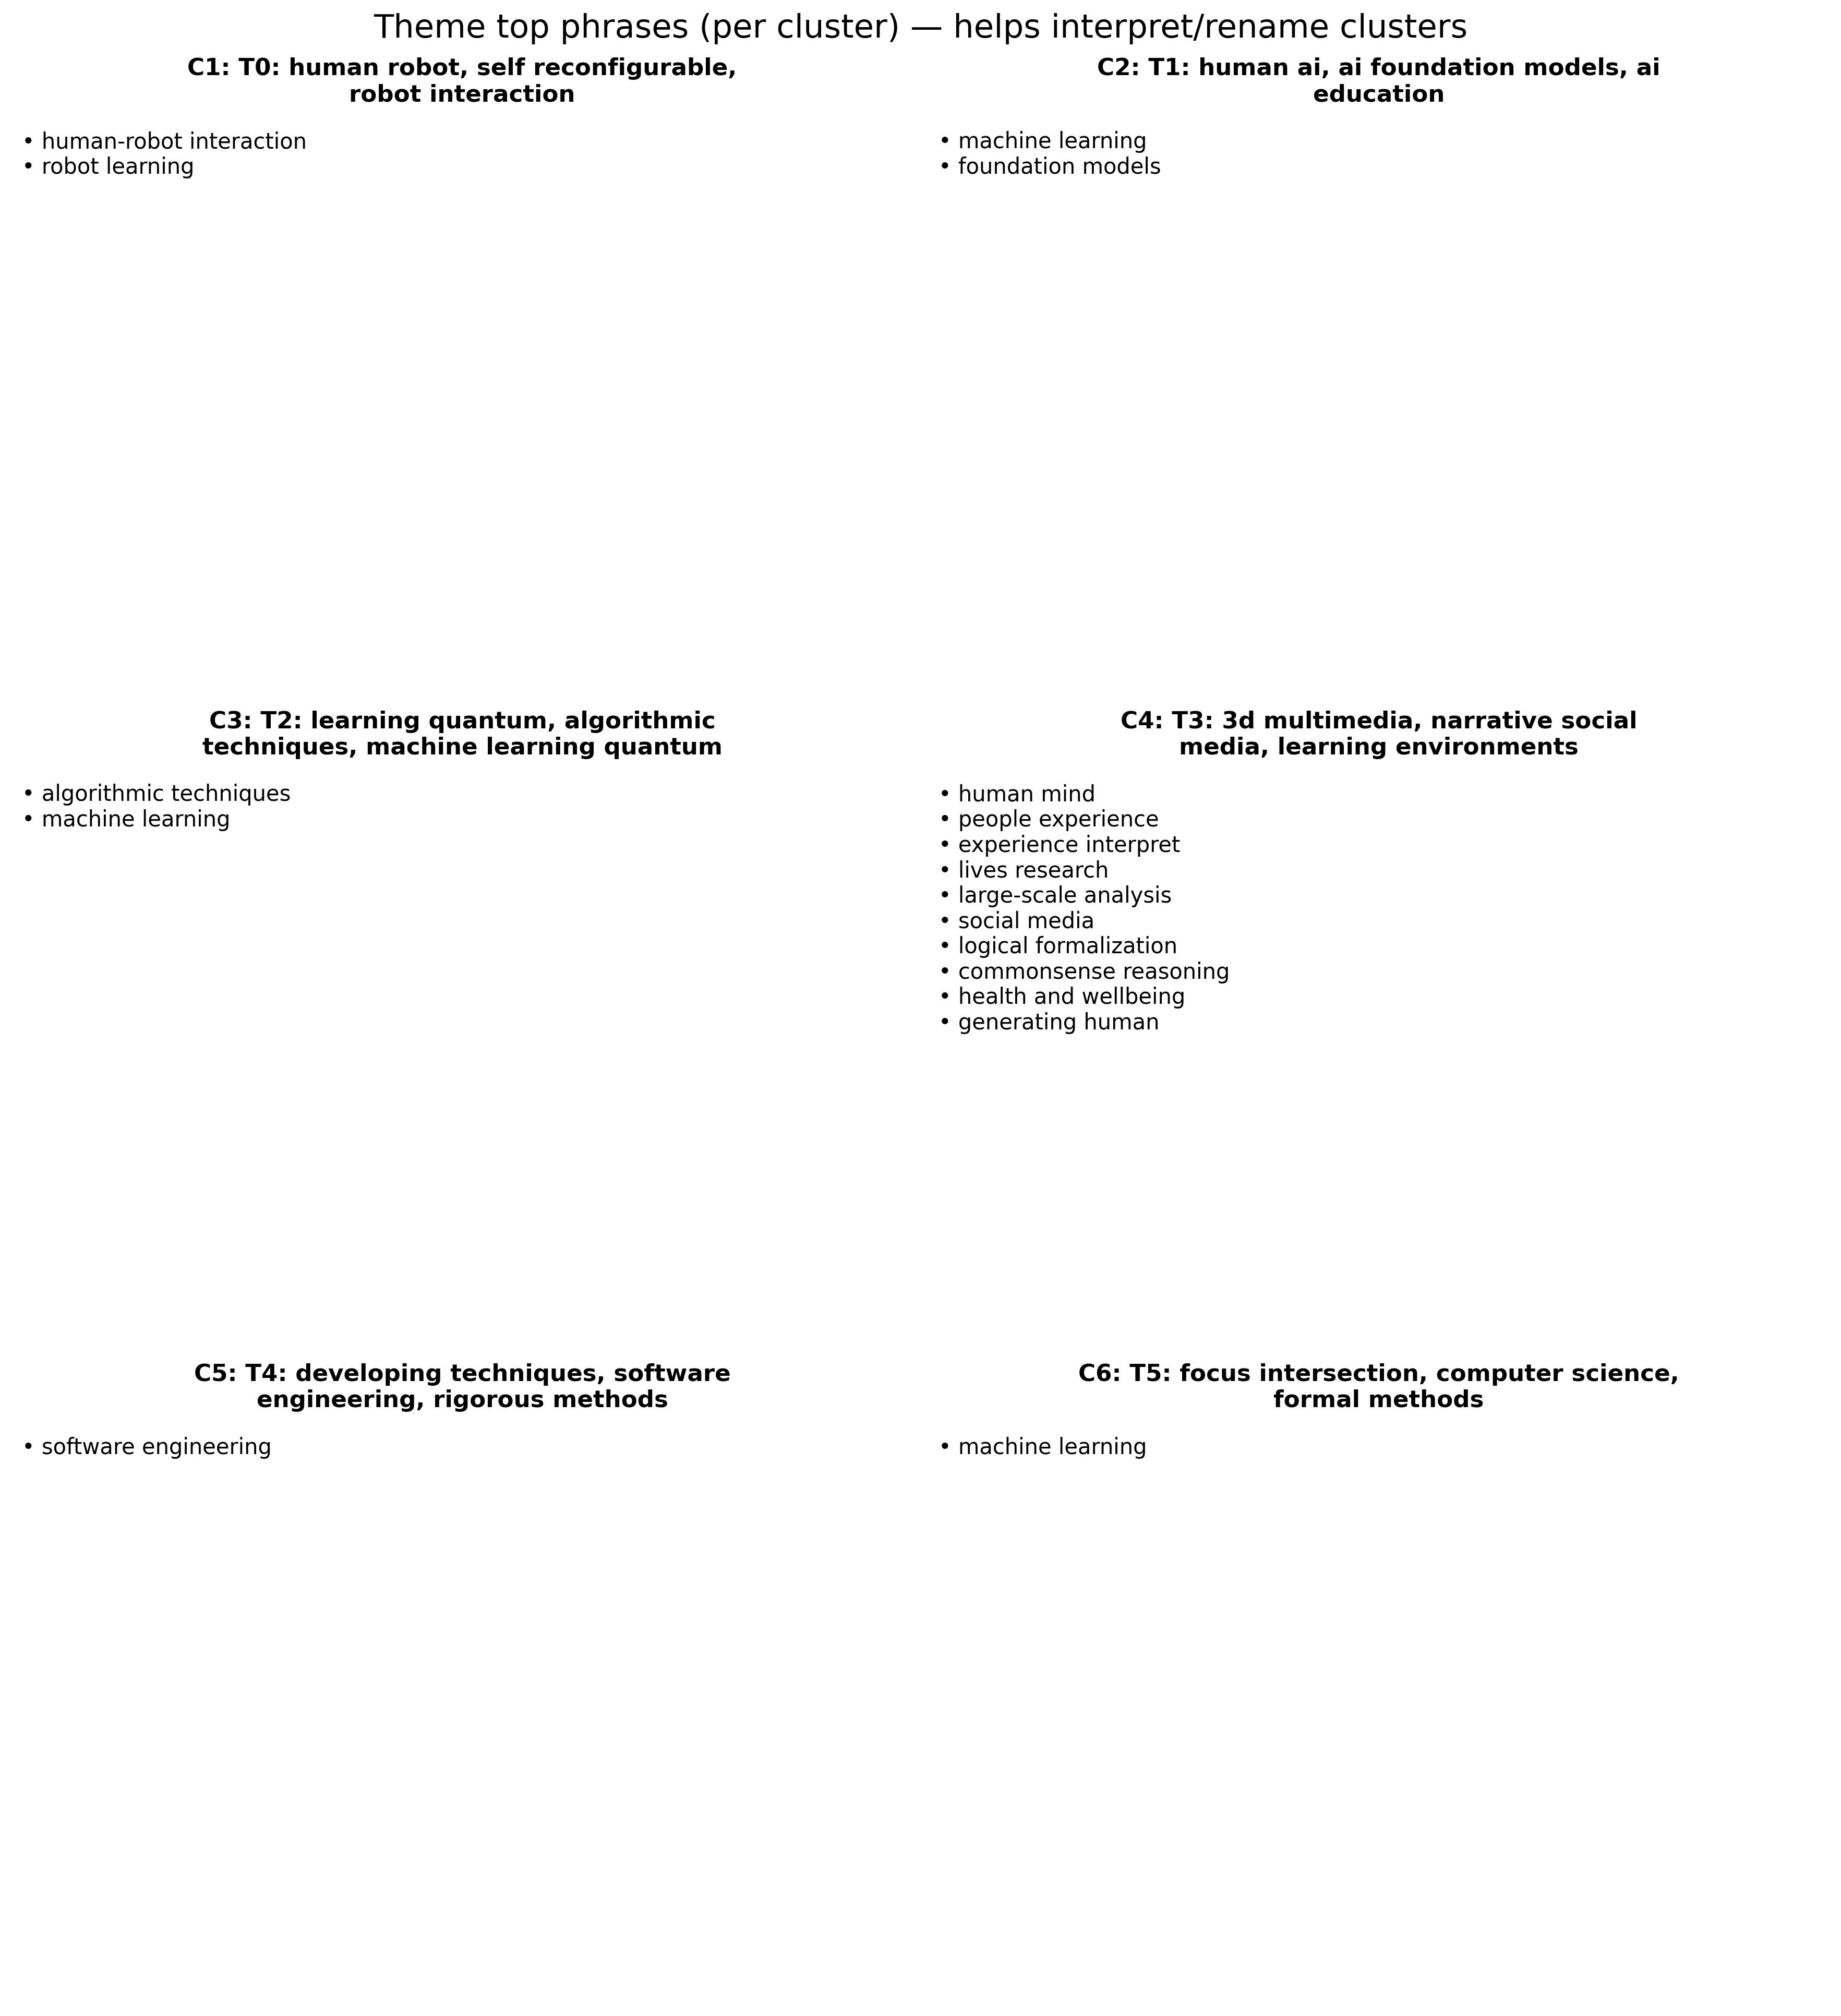 Theme top phrases (per cluster) — helps interpret/rename clusters
C1: T0: human robot, self reconfigurable,
robot interaction
• human-robot interaction
• robot learning
C2: T1: human ai, ai foundation models, ai
education
• machine learning
• foundation models
C3: T2: learning quantum, algorithmic
techniques, machine learning quantum
• algorithmic techniques
• machine learning
C4: T3: 3d multimedia, narrative social
media, learning environments
• human mind
• people experience
• experience interpret
• lives research
• large-scale analysis
• social media
• logical formalization
• commonsense reasoning
• health and wellbeing
• generating human
C5: T4: developing techniques, software
engineering, rigorous methods
• software engineering
C6: T5: focus intersection, computer science,
formal methods
• machine learning